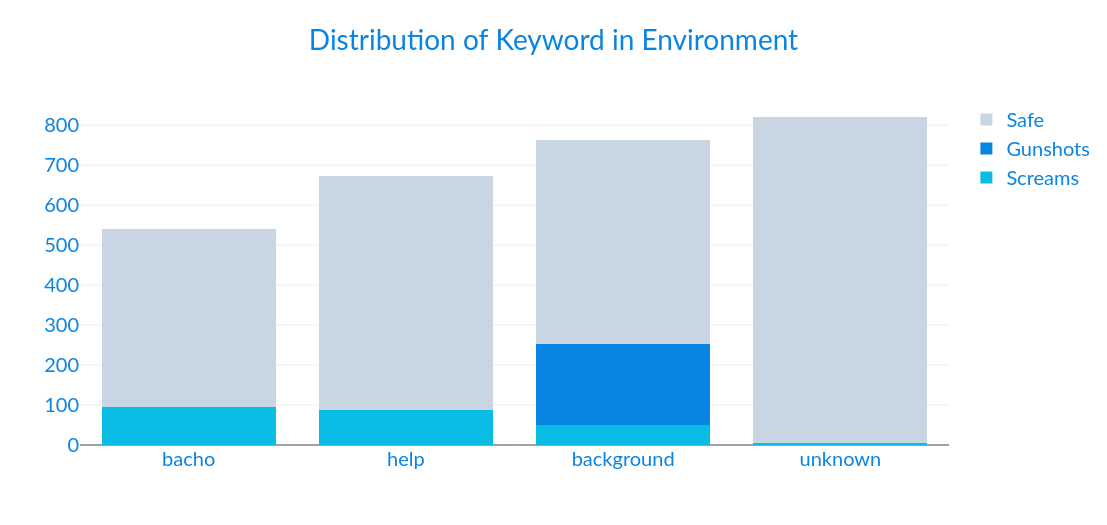 Distribution of Keyword in Environment
800
700
600
500
400
300
200
100
0
bacho
help
background
unknown
Safe
Gunshots
Screams